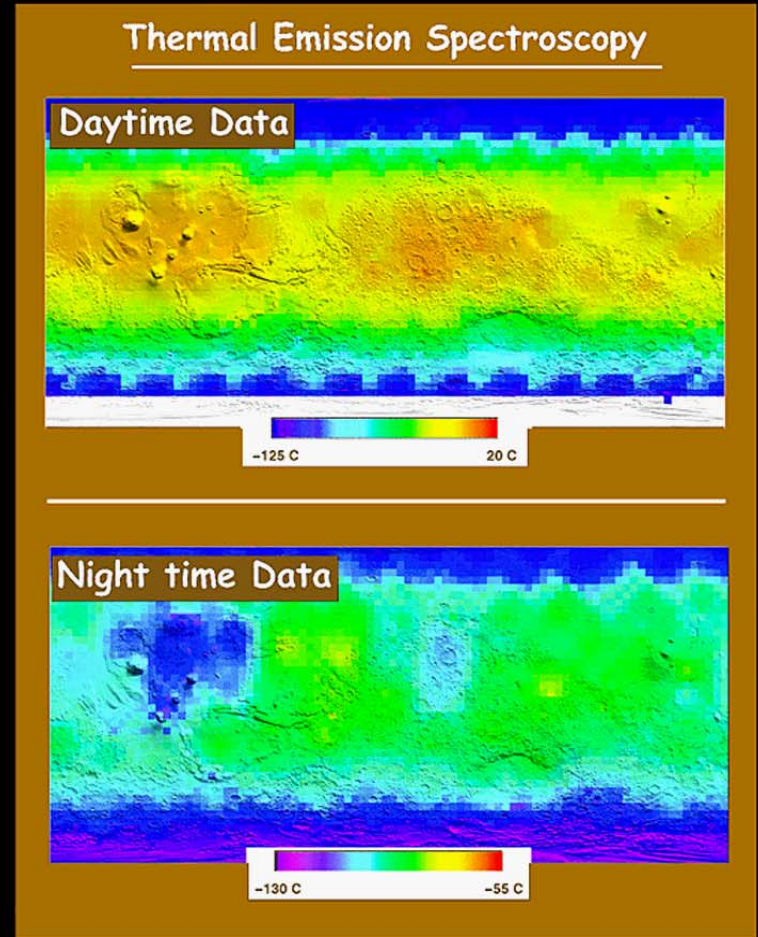 Thermal Emission Spectroscopy
Daytime Data
−125 C 20 C
Night time Data
−130 C −55 C